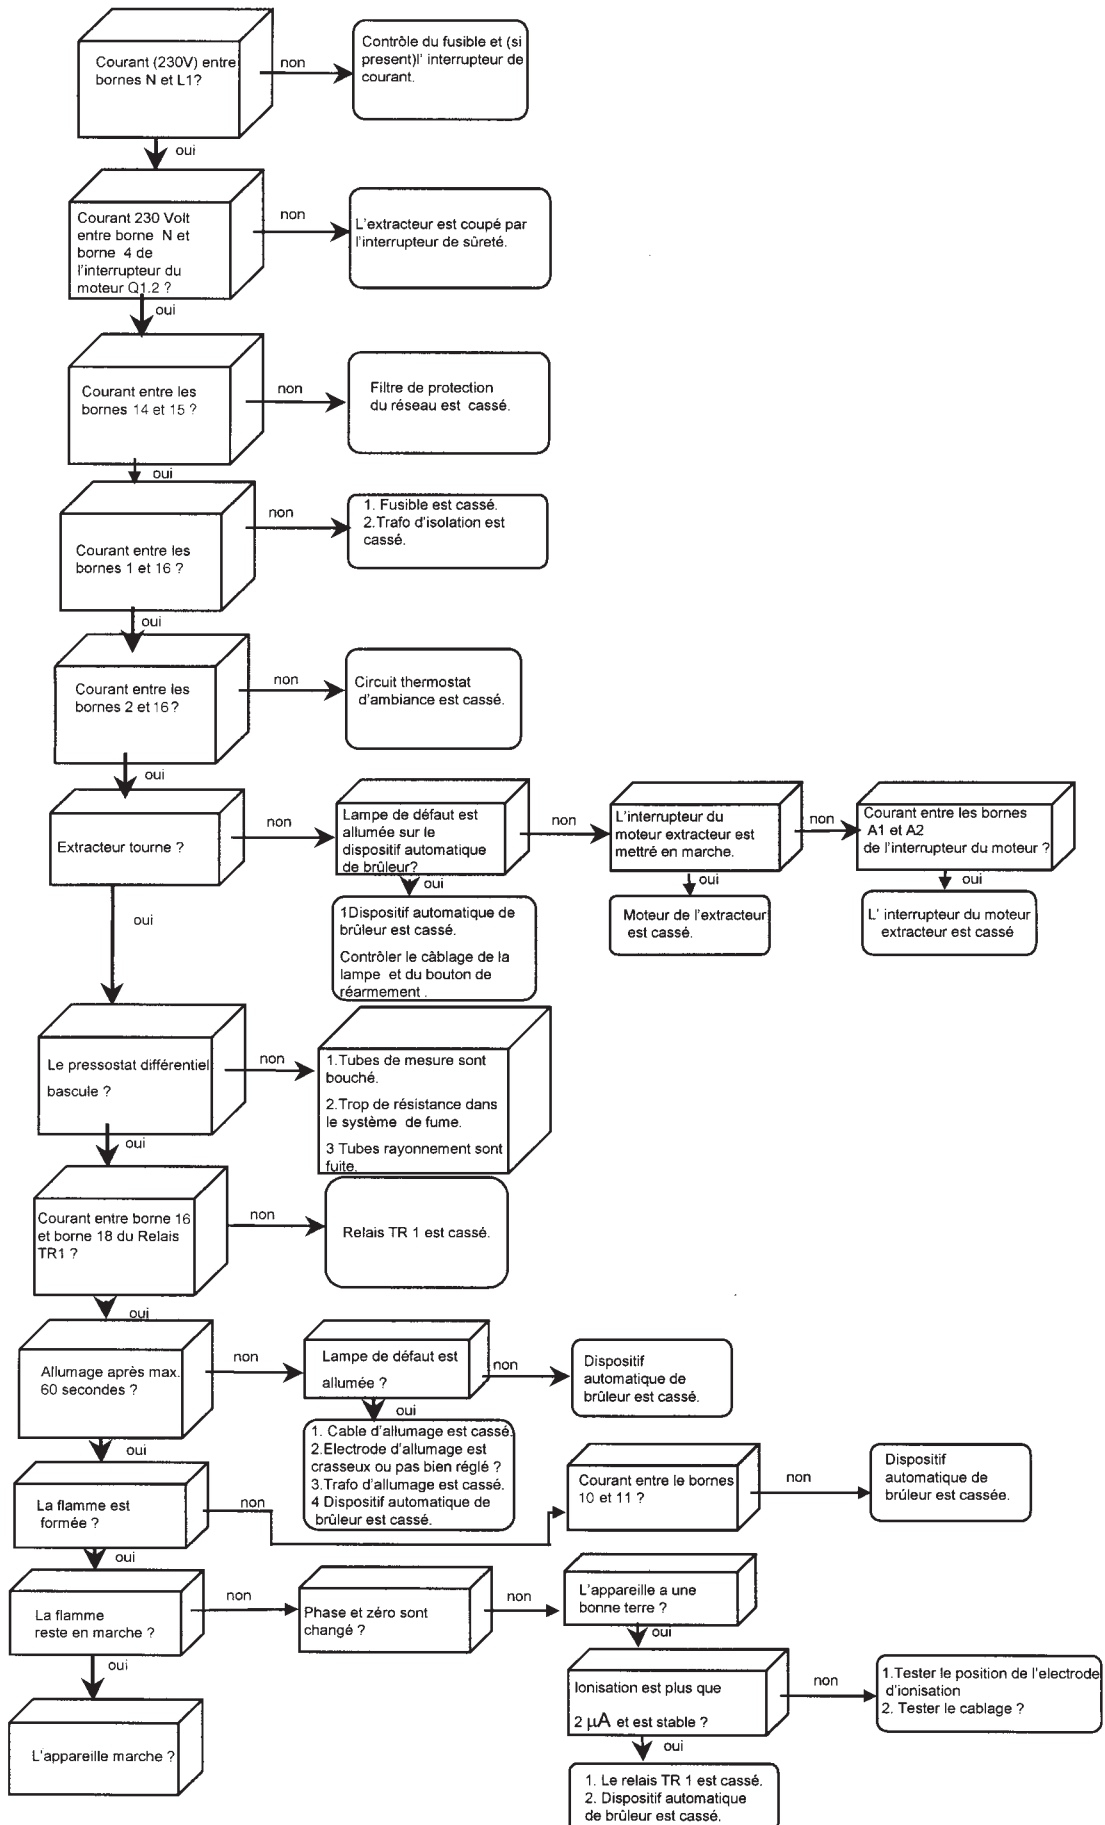 Courant (230V) entre
bornes N et L1?
non
Contrôle du fusible et (si
present)l' interrupteur de
courant.
oui
Courant 230 Volt
entre borne N et
borne 4 de
l'interrupteur du
moteur Q1.2 ?
non
L'extracteur est coupé par
l'interrupteur de sûreté.
oui
Courant entre les
bornes 14 et 15 ?
non
Filtre de protection
du réseau est cassé.
oui
Courant entre les
bornes 1 et 16 ?
non
1. Fusible est cassé.
2.Trafo d'isolation est
cassé.
oui
Courant entre les
bornes 2 et 16?
non
Circuit thermostat
d'ambiance est cassé.
oui
Extracteur tourne ?
non
Lampe de défaut est
allumée sur le
dispositif automatique
de brûleur?
non
L'interrupteur du
moteur extracteur est
mettré en marche.
non
Courant entre les bornes
A1 et A2
de l'interrupteur du moteur ?
oui
oui
oui
oui
1Dispositif automatique de
brûleur est cassé.
Contrôler le câblage de la
lampe et du bouton de
réarmement .
Moteur de l'extracteur
est cassé.
L' interrupteur du moteur
extracteur est cassé
Le pressostat différentiel
bascule ?
non
1.Tubes de mesure sont
bouché.
2.Trop de résistance dans
le système de fume.
3 Tubes rayonnement sont
fuite.
oui
Courant entre borne 16
et borne 18 du Relais
TR1 ?
non
Relais TR 1 est cassé.
oui
Allumage après max.
60 secondes ?
non
Lampe de défaut est
allumée ?
non
Dispositif
automatique de
brûleur est cassé.
oui
oui
1. Cable d'allumage est cassé.
2.Electrode d'allumage est
crasseux ou pas bien réglé ?
3.Trafo d'allumage est cassé.
4 Dispositif automatique de
brûleur est cassé.
La flamme est
formée ?
non
Courant entre le bornes
10 et 11 ?
non
Dispositif
automatique de
brûleur est cassée.
oui
La flamme
reste en marche ?
non
Phase et zéro sont
changé ?
non
L'appareille a une
bonne terre ?
oui
oui
Ionisation est plus que
2 µA et est stable ?
non
1.Tester le position de l'electrode
d'ionisation
2. Tester le cablage ?
L'appareille marche ?
oui
1. Le relais TR 1 est cassé.
2. Dispositif automatique
de brûleur est cassé.